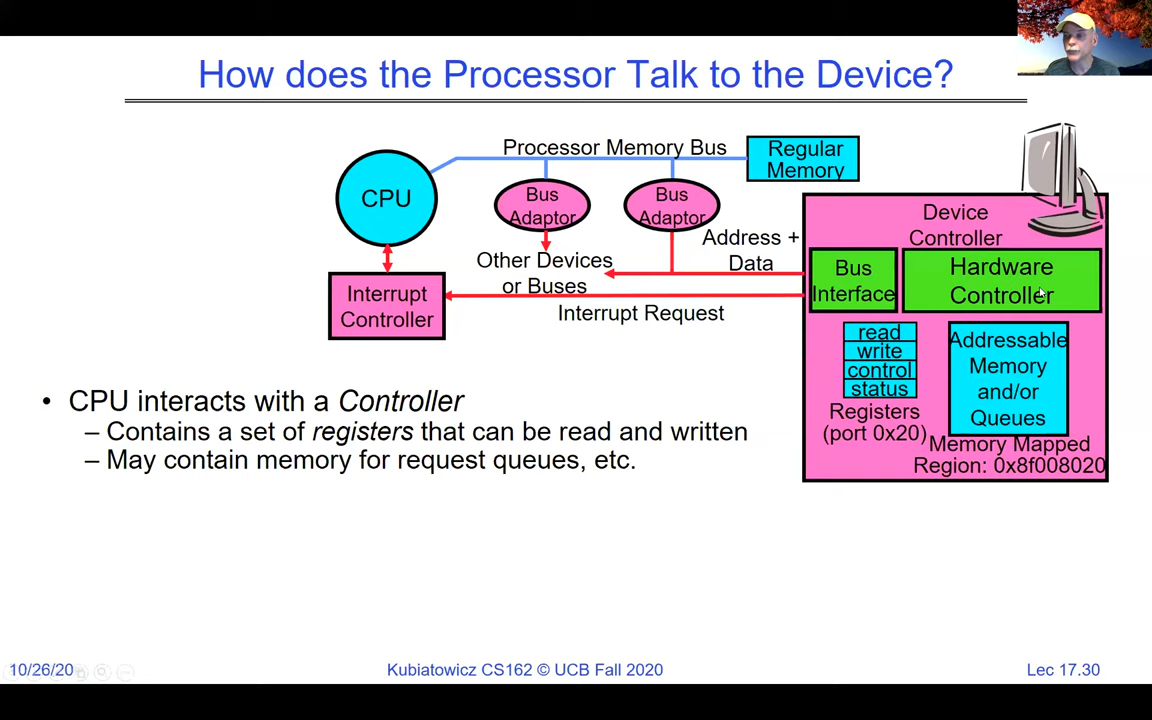 How does the Processor Talk to the Device?
Processor Memory Bus
Regular
Memory
CPU
Bus
Adaptor
Bus
Adaptor
Address +
Data
Other Devices
or Buses
Interrupt
Controller
Interrupt Request
Device
Controller
Bus
Interface
Hardware
Controller
read
write
control
status
Registers
(port 0x20)
Addressable
Memory
and/or
Queues
Memory Mapped
Region: 0x8f008020
• CPU interacts with a Controller
– Contains a set of registers that can be read and written
– May contain memory for request queues, etc.
10/26/20
Kubiatowicz CS162 © UCB Fall 2020
Lec 17.30